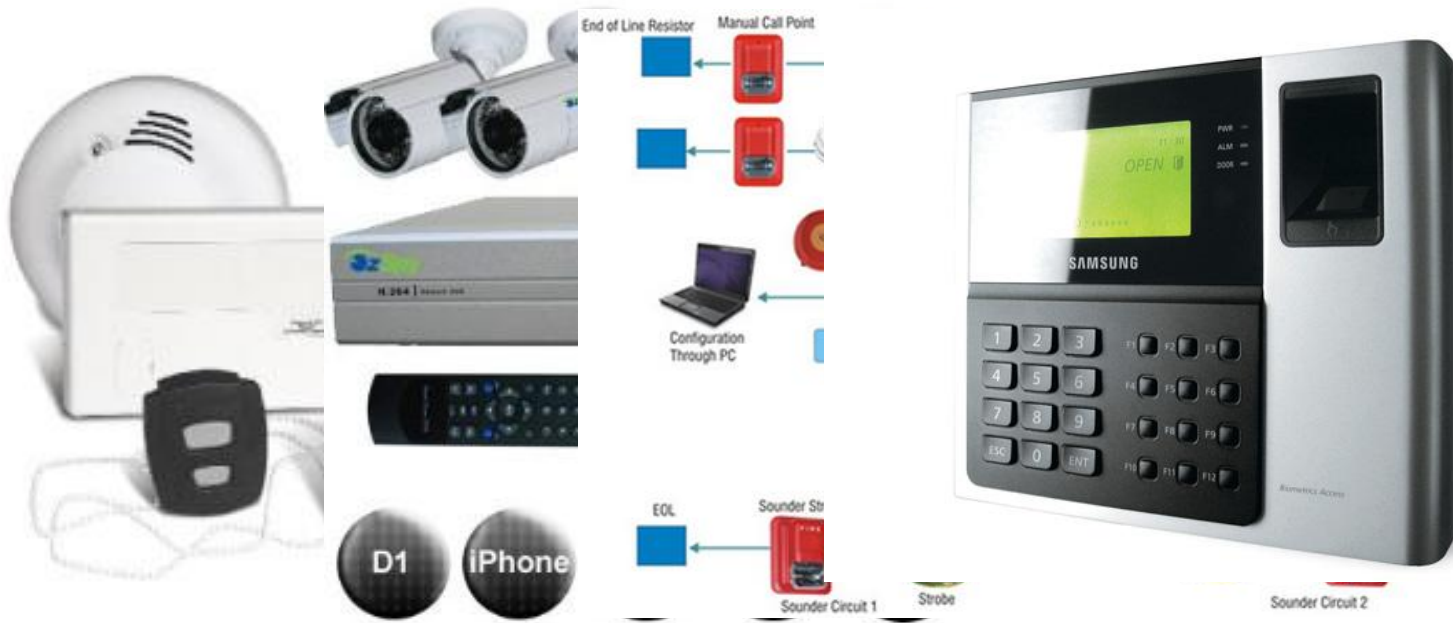 End of Line Resistor
Manual Call Point
Configuration
Through PC
EOL
Sounder Str
Sounder Circuit 1
Strobe
Sounder Circuit 2
H.264
D1
iPhone
PWR
ALM
DOOR
OPEN
SAMSUNG
1 2 3 F1 F2 F3
4 5 6 F4 F5 F6
7 8 9 F7 F8 F9
ESC 0 ENT F10 F11 F12
Biometrics Access